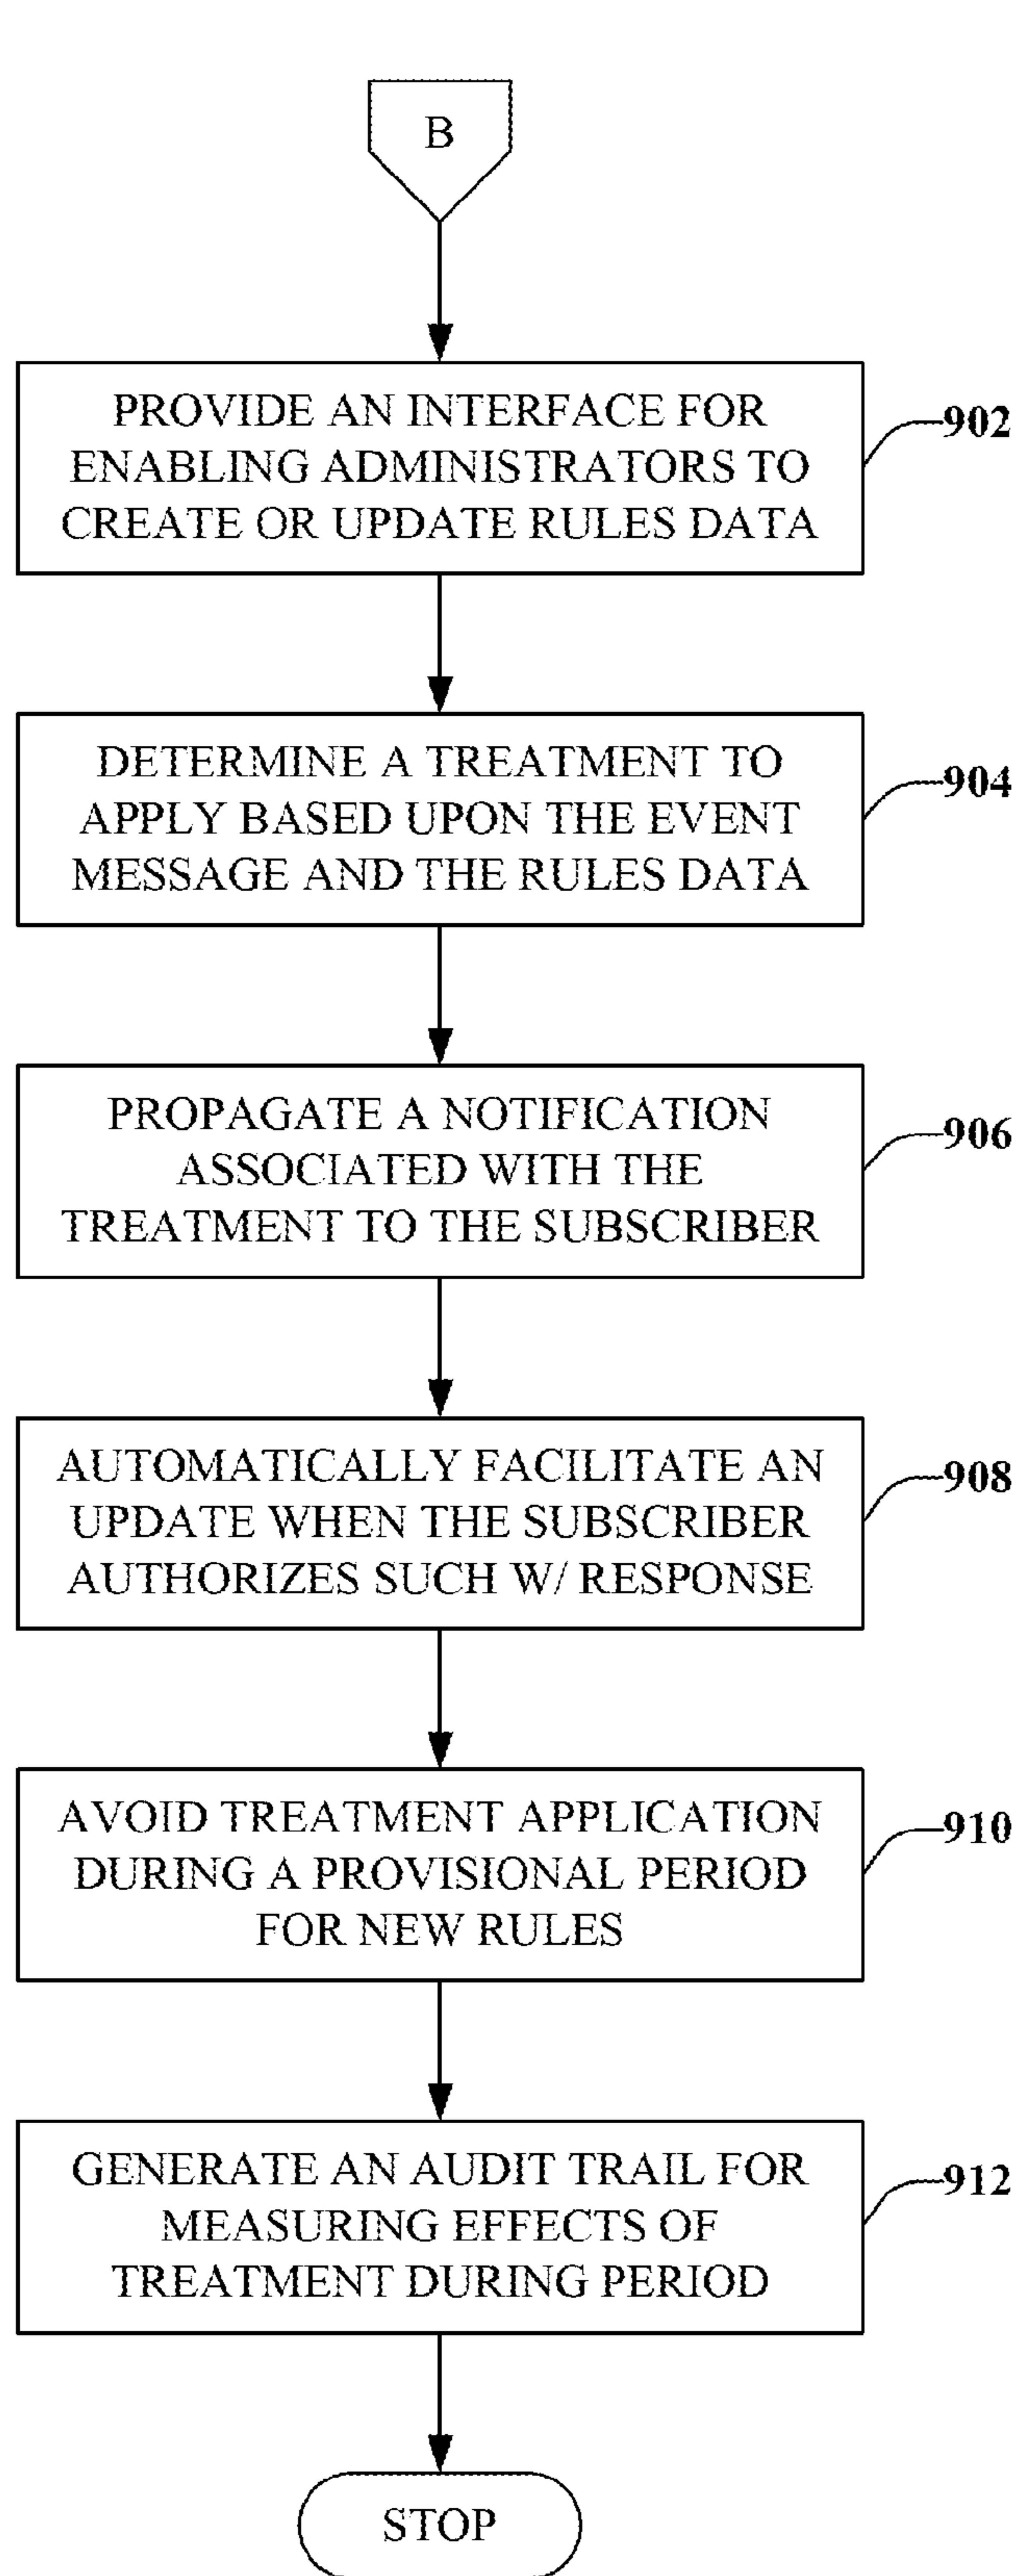 B
PROVIDE AN INTERFACE FOR
ENABLING ADMINISTRATORS TO
CREATE OR UPDATE RULES DATA
902
DETERMINE A TREATMENT TO
APPLY BASED UPON THE EVENT
MESSAGE AND THE RULES DATA
904
PROPAGATE A NOTIFICATION
ASSOCIATED WITH THE
TREATMENT TO THE SUBSCRIBER
906
AUTOMATICALLY FACILITATE AN
UPDATE WHEN THE SUBSCRIBER
AUTHORIZES SUCH W/ RESPONSE
908
AVOID TREATMENT APPLICATION
DURING A PROVISIONAL PERIOD
FOR NEW RULES
910
GENERATE AN AUDIT TRAIL FOR
MEASURING EFFECTS OF
TREATMENT DURING PERIOD
912
STOP